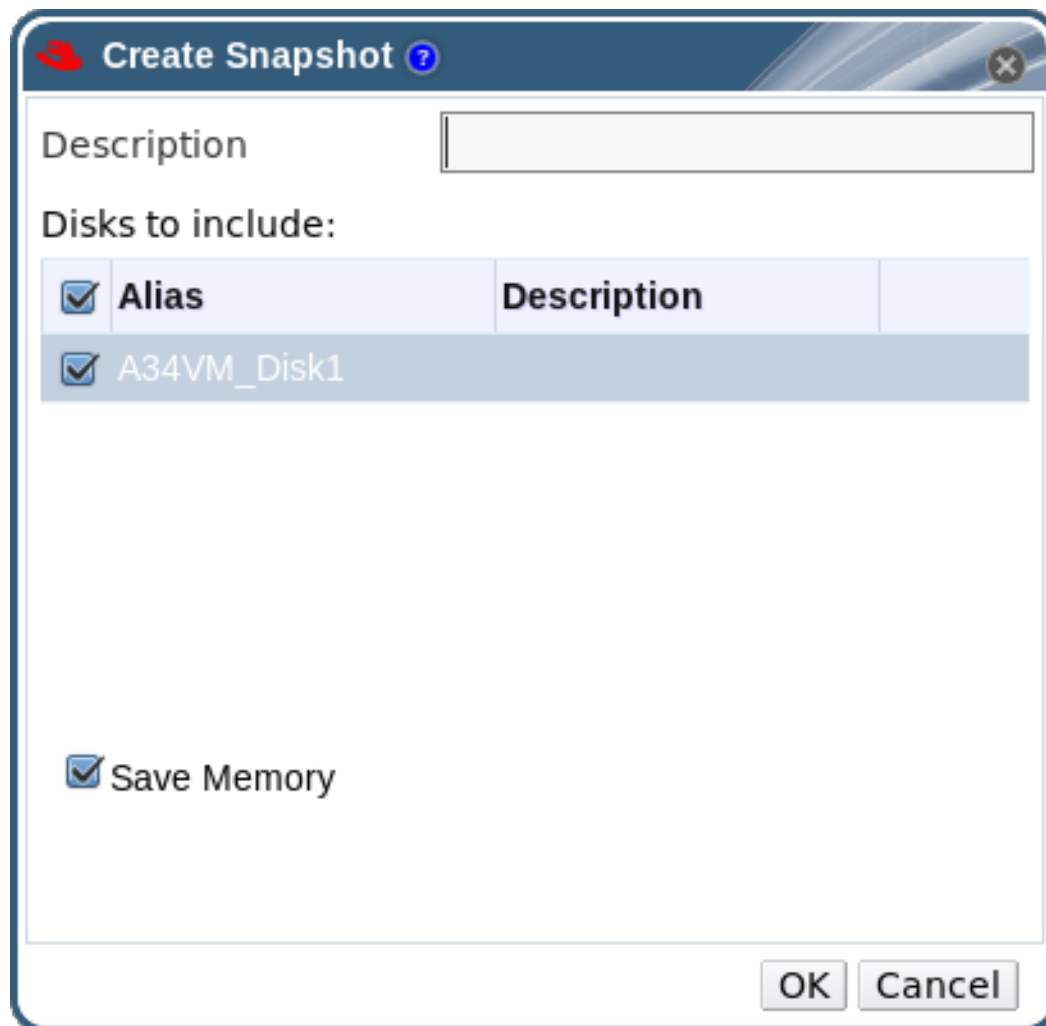 Create Snapshot ?
Description
Disks to include:
Alias Description
A34VM_Disk1
Save Memory
OK Cancel